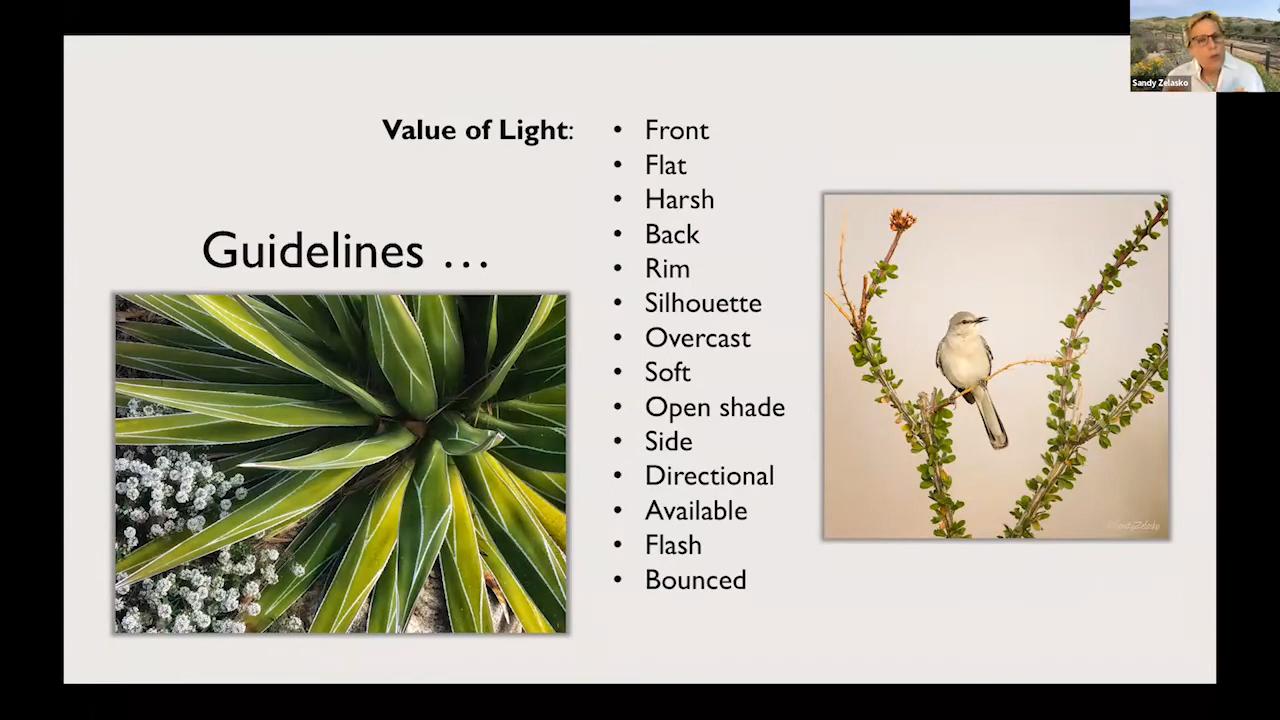 Sandy Zelasko
Value of Light:
Guidelines …
• Front
• Flat
• Harsh
• Back
• Rim
• Silhouette
• Overcast
• Soft
• Open shade
• Side
• Directional
• Available
• Flash
• Bounced